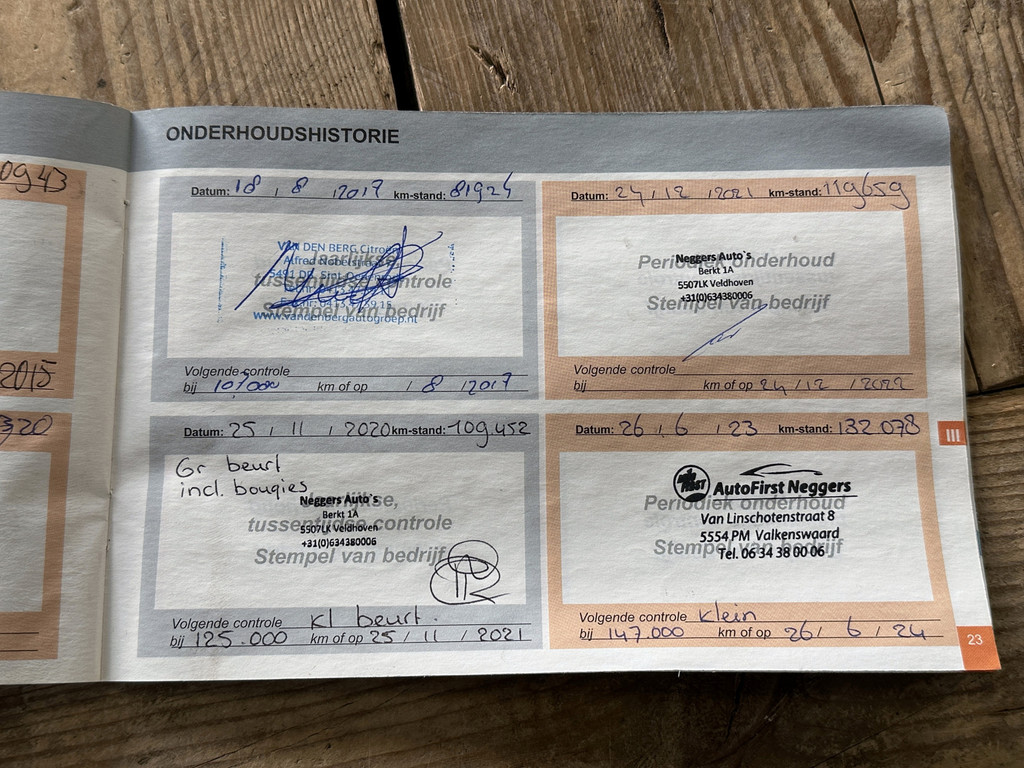 ONDERHOUDSHISTORIE
0943
2015
320
Datum: 18 / 8 / 2017 km-stand: 81924
VAN DEN BERG Citroën
Jaarlijkse,
tussentijdse controle
Stempel van bedrijf
www.vandenbergautogroep.nl
Volgende controle
bij km of op / 8 / 2017
Datum: 24 / 12 / 2021 km-stand: 119659
Neggers Auto's
Periodiek onderhoud
Berkt 1A
5507LK Veldhoven
+31(0)634380006
Stempel van bedrijf
Volgende controle
bij km of op 24 / 12 / 2022
Datum: 25 / 11 / 2020 km-stand: 109.452
Gr beurt
incl. bougies
Neggers Auto's
Jaarlijkse,
Berkt 1A
tussentijdse controle
5507LK Veldhoven
+31(0)634380006
Stempel van bedrijf
Volgende controle kl beurt.
bij 125.000 km of op 25 / 11 / 2021
Datum: 26 / 6 / 23 km-stand: 132.078
AutoFirst Neggers
Periodiek onderhoud
Van Linschotenstraat 8
5554 PM Valkenswaard
Stempel van bedrijf
Tel. 06 34 38 00 06
Volgende controle klein
bij 147.000 km of op 26 / 6 / 24
III
23